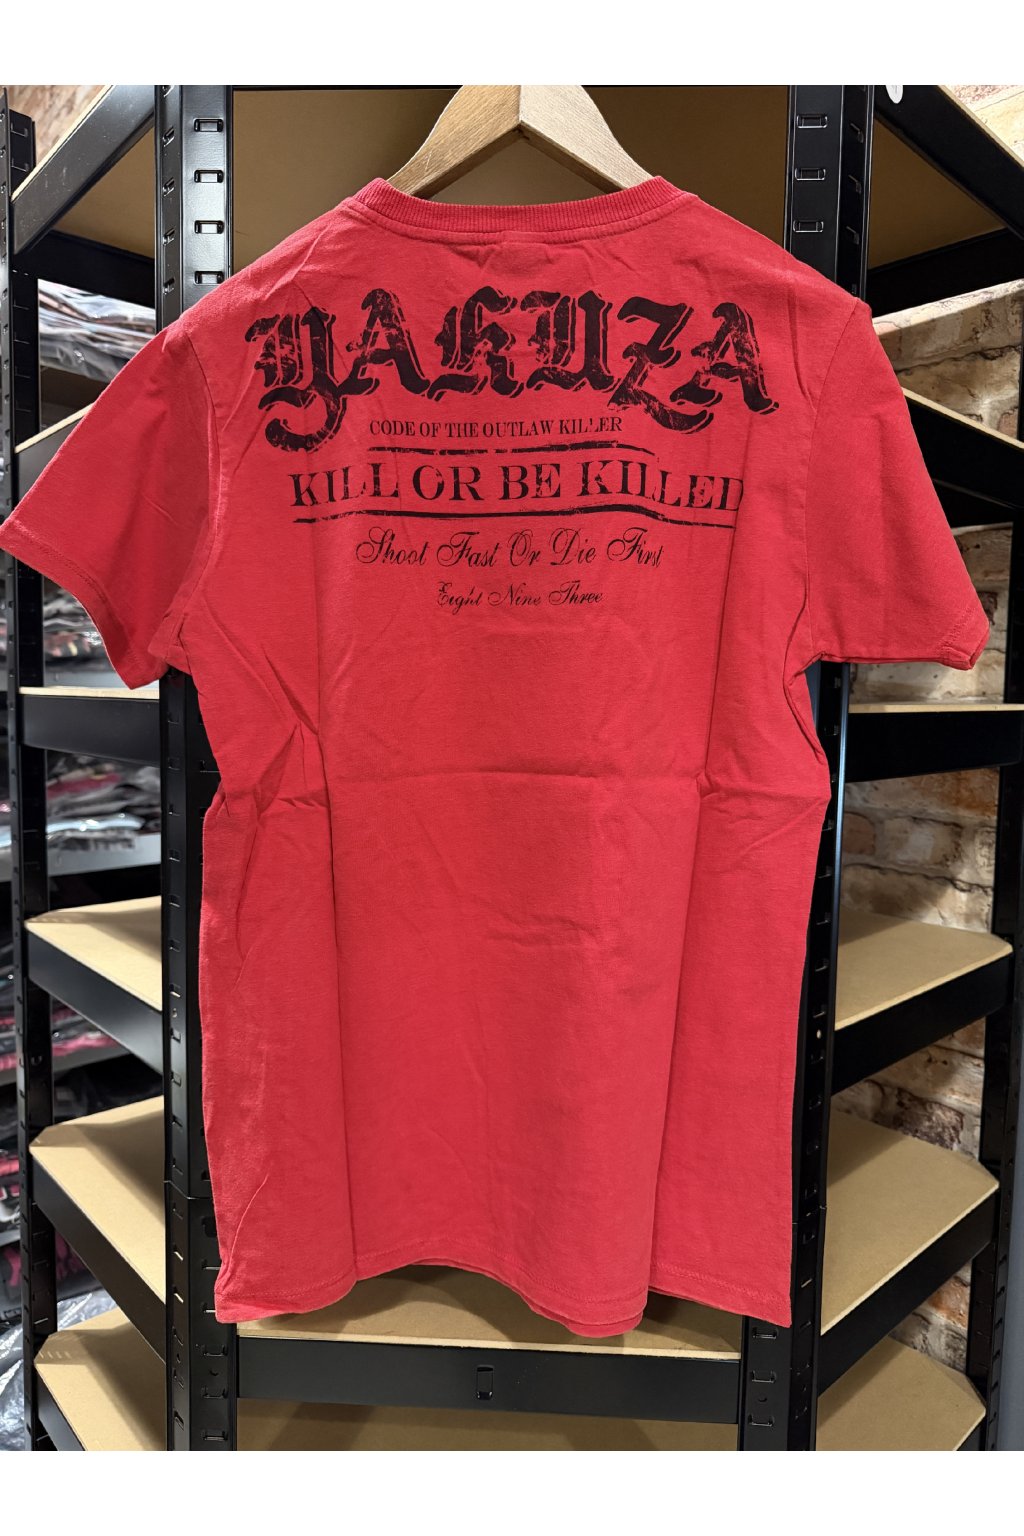 YAKUZA
CODE OF THE OUTLAW KILLER
KILL OR BE KILLED
Shoot Fast Or Die First
Eight Nine Three